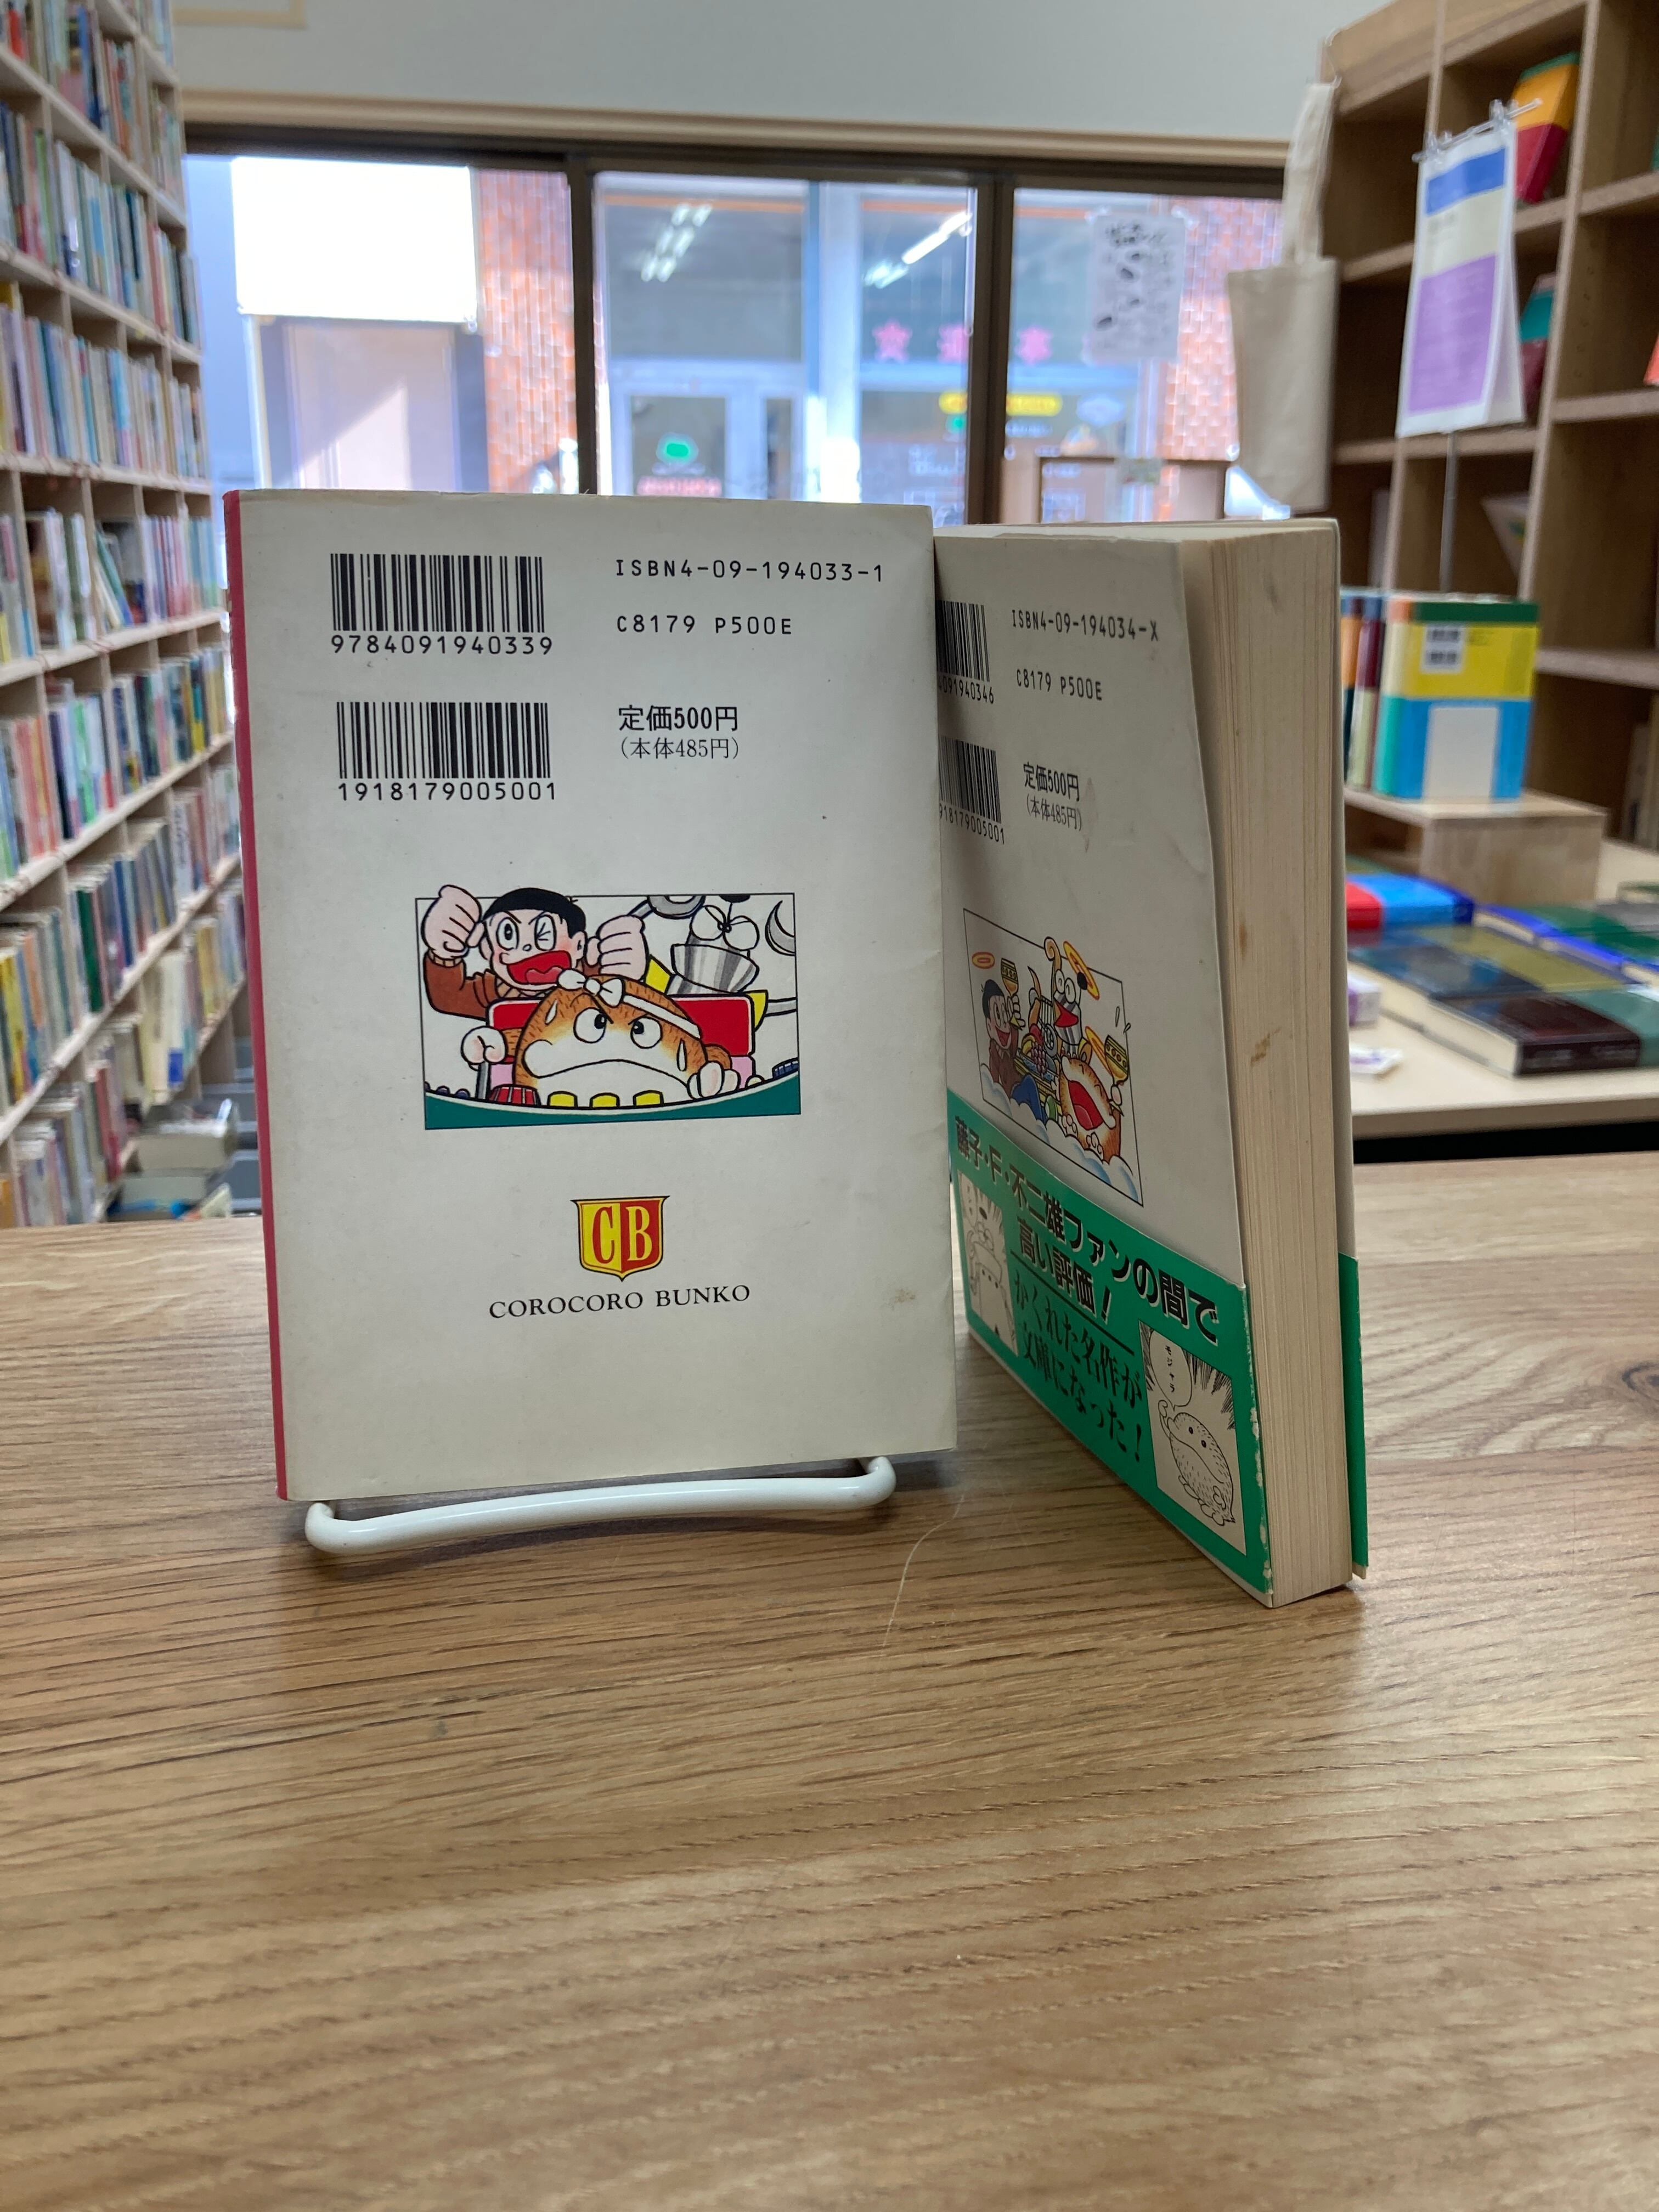 ISBN4-09-194033-1
9784091940339
C8179 P500E
定価500円
(本体485円)
1918179005001
CB
COROCORO BUNKO
ISBN4-09-194034-X
4091940346
C8179 P500E
定価500円
(本体485円)
918179005001
藤子・F・不二雄ファンの間で
高い評価!
かくれた名作が
文庫になった!